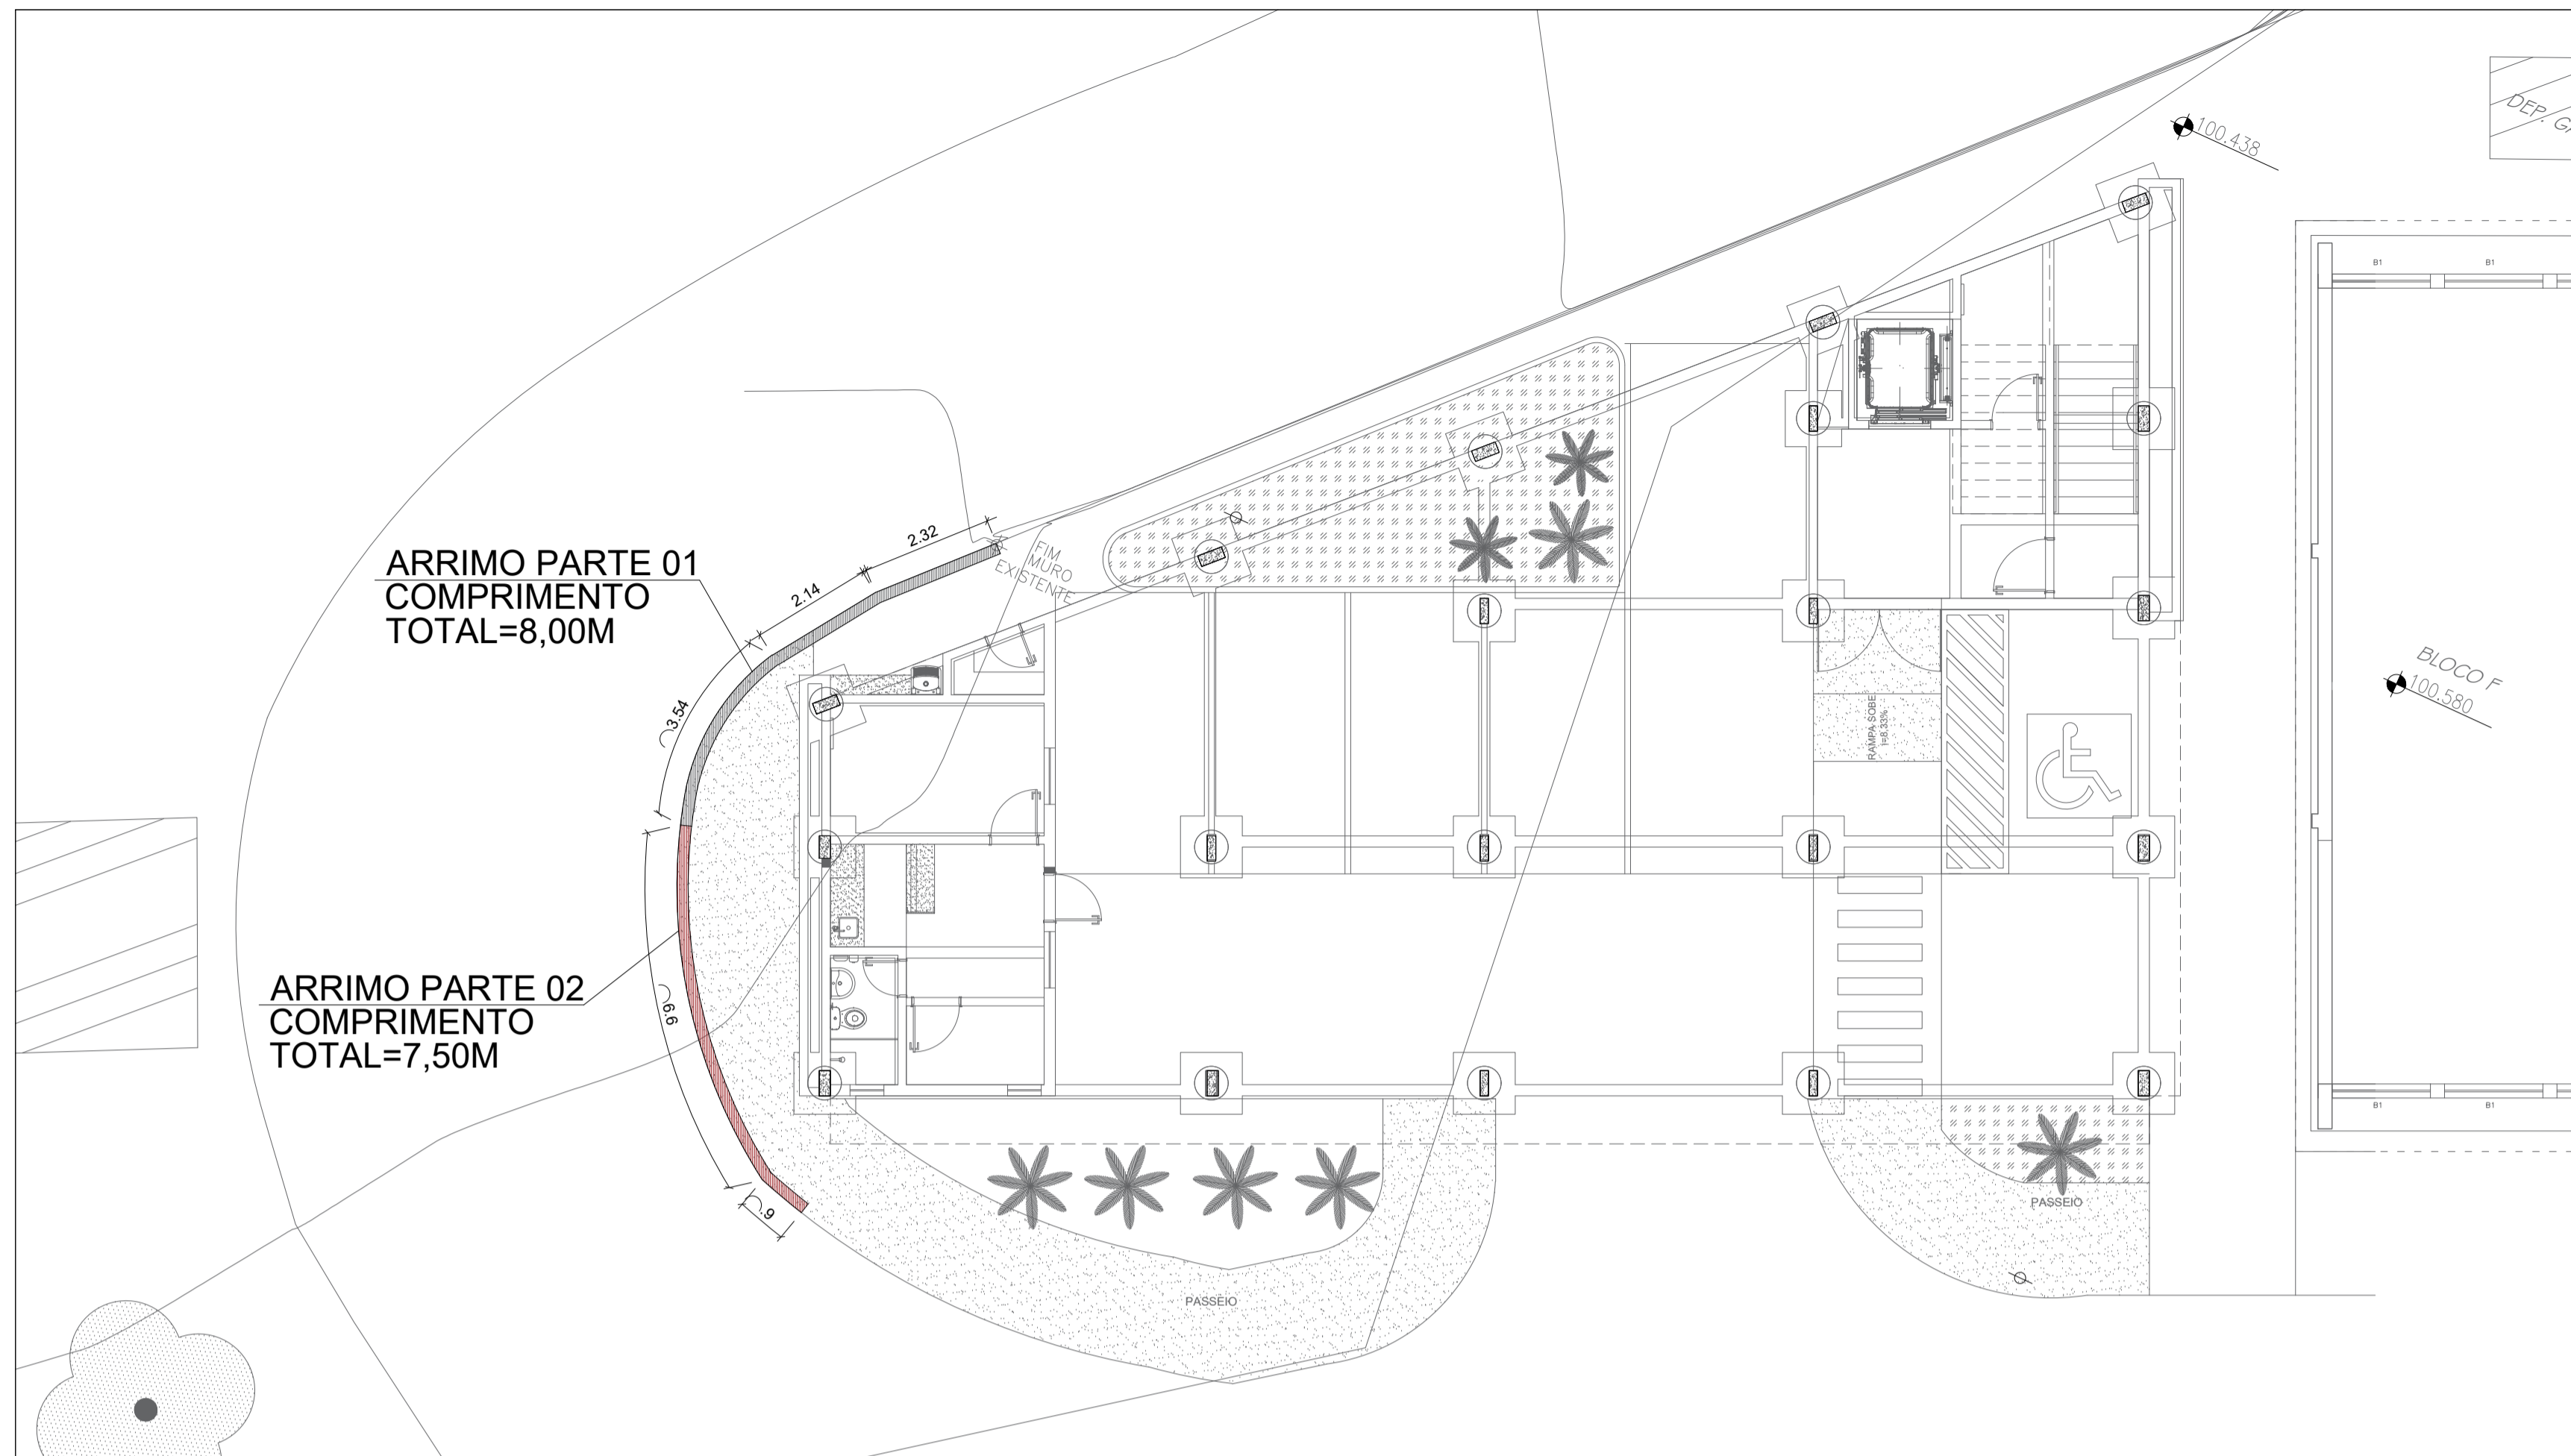 DEP. GA
100.438
B1
B1
2.32
ARRIMO PARTE 01
COMPRIMENTO
TOTAL=8,00M
2.14
FIM
MURO
EXISTENTE
3.54
BLOCO F
100.580
RAMPA SOBE
I=8.33%
ARRIMO PARTE 02
COMPRIMENTO
TOTAL=7,50M
6.6
B1
B1
.9
PASSEIO
PASSEIO